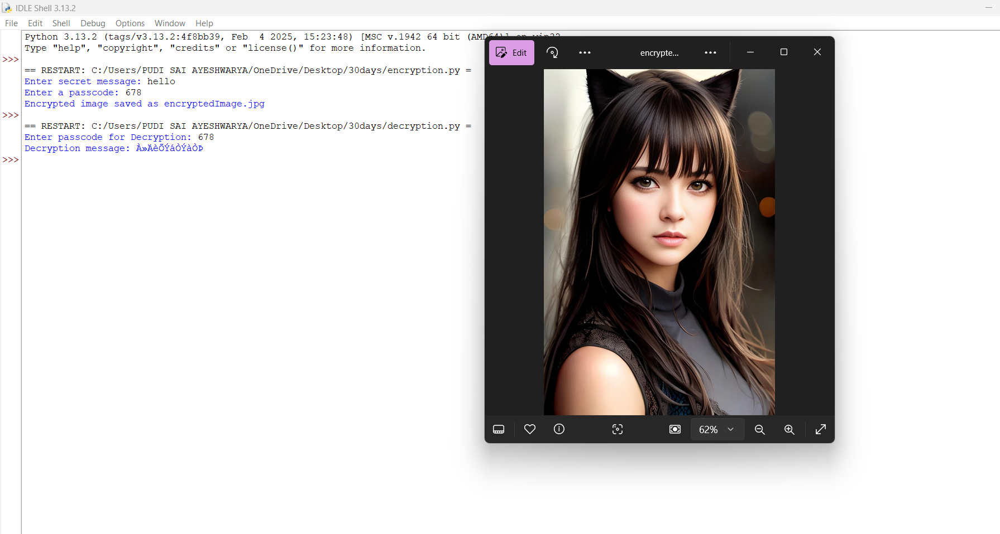 IDLE Shell 3.13.2
File Edit Shell Debug Options Window Help
Python 3.13.2 (tags/v3.13.2:4f8bb39, Feb  4 2025, 15:23:48) [MSC v.1942 64 bit (AMD64)] on win32
Type "help", "copyright", "credits" or "license()" for more information.
>>>
== RESTART: C:/Users/PUDI SAI AYESHWARYA/OneDrive/Desktop/30days/encryption.py =
Enter secret message: hello
Enter a passcode: 678
Encrypted image saved as encryptedImage.jpg
>>>
== RESTART: C:/Users/PUDI SAI AYESHWARYA/OneDrive/Desktop/30days/decryption.py =
Enter passcode for Decryption: 678
Decryption message: À»ÄèÕÝáÒÝàÒÞ
>>>
Edit
encrypte...
62%